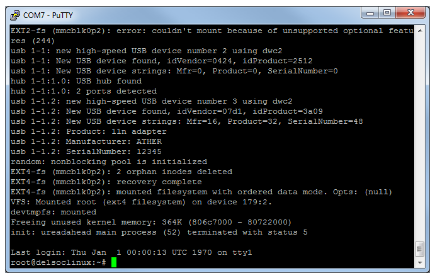 COM7 - PuTTY
EXT2-fs (mmcblk0p2): error: couldn't mount because of unsupported optional featu
res (244)
usb 1-1: new high-speed USB device number 2 using dwc2
usb 1-1: New USB device found, idVendor=0424, idProduct=2512
usb 1-1: New USB device strings: Mfr=0, Product=0, SerialNumber=0
hub 1-1:1.0: USB hub found
hub 1-1:1.0: 2 ports detected
usb 1-1.2: new high-speed USB device number 3 using dwc2
usb 1-1.2: New USB device found, idVendor=07d1, idProduct=3a09
usb 1-1.2: New USB device strings: Mfr=16, Product=32, SerialNumber=48
usb 1-1.2: Product: 11n adapter
usb 1-1.2: Manufacturer: ATHER
usb 1-1.2: SerialNumber: 12345
random: nonblocking pool is initialized
EXT4-fs (mmcblk0p2): 2 orphan inodes deleted
EXT4-fs (mmcblk0p2): recovery complete
EXT4-fs (mmcblk0p2): mounted filesystem with ordered data mode. Opts: (null)
VFS: Mounted root (ext4 filesystem) on device 179:2.
devtmpfs: mounted
Freeing unused kernel memory: 364K (806c7000 - 80722000)
init: ureadahead main process (52) terminated with status 5
Last login: Thu Jan  1 00:00:13 UTC 1970 on tty1
root@delsoclinux:~#